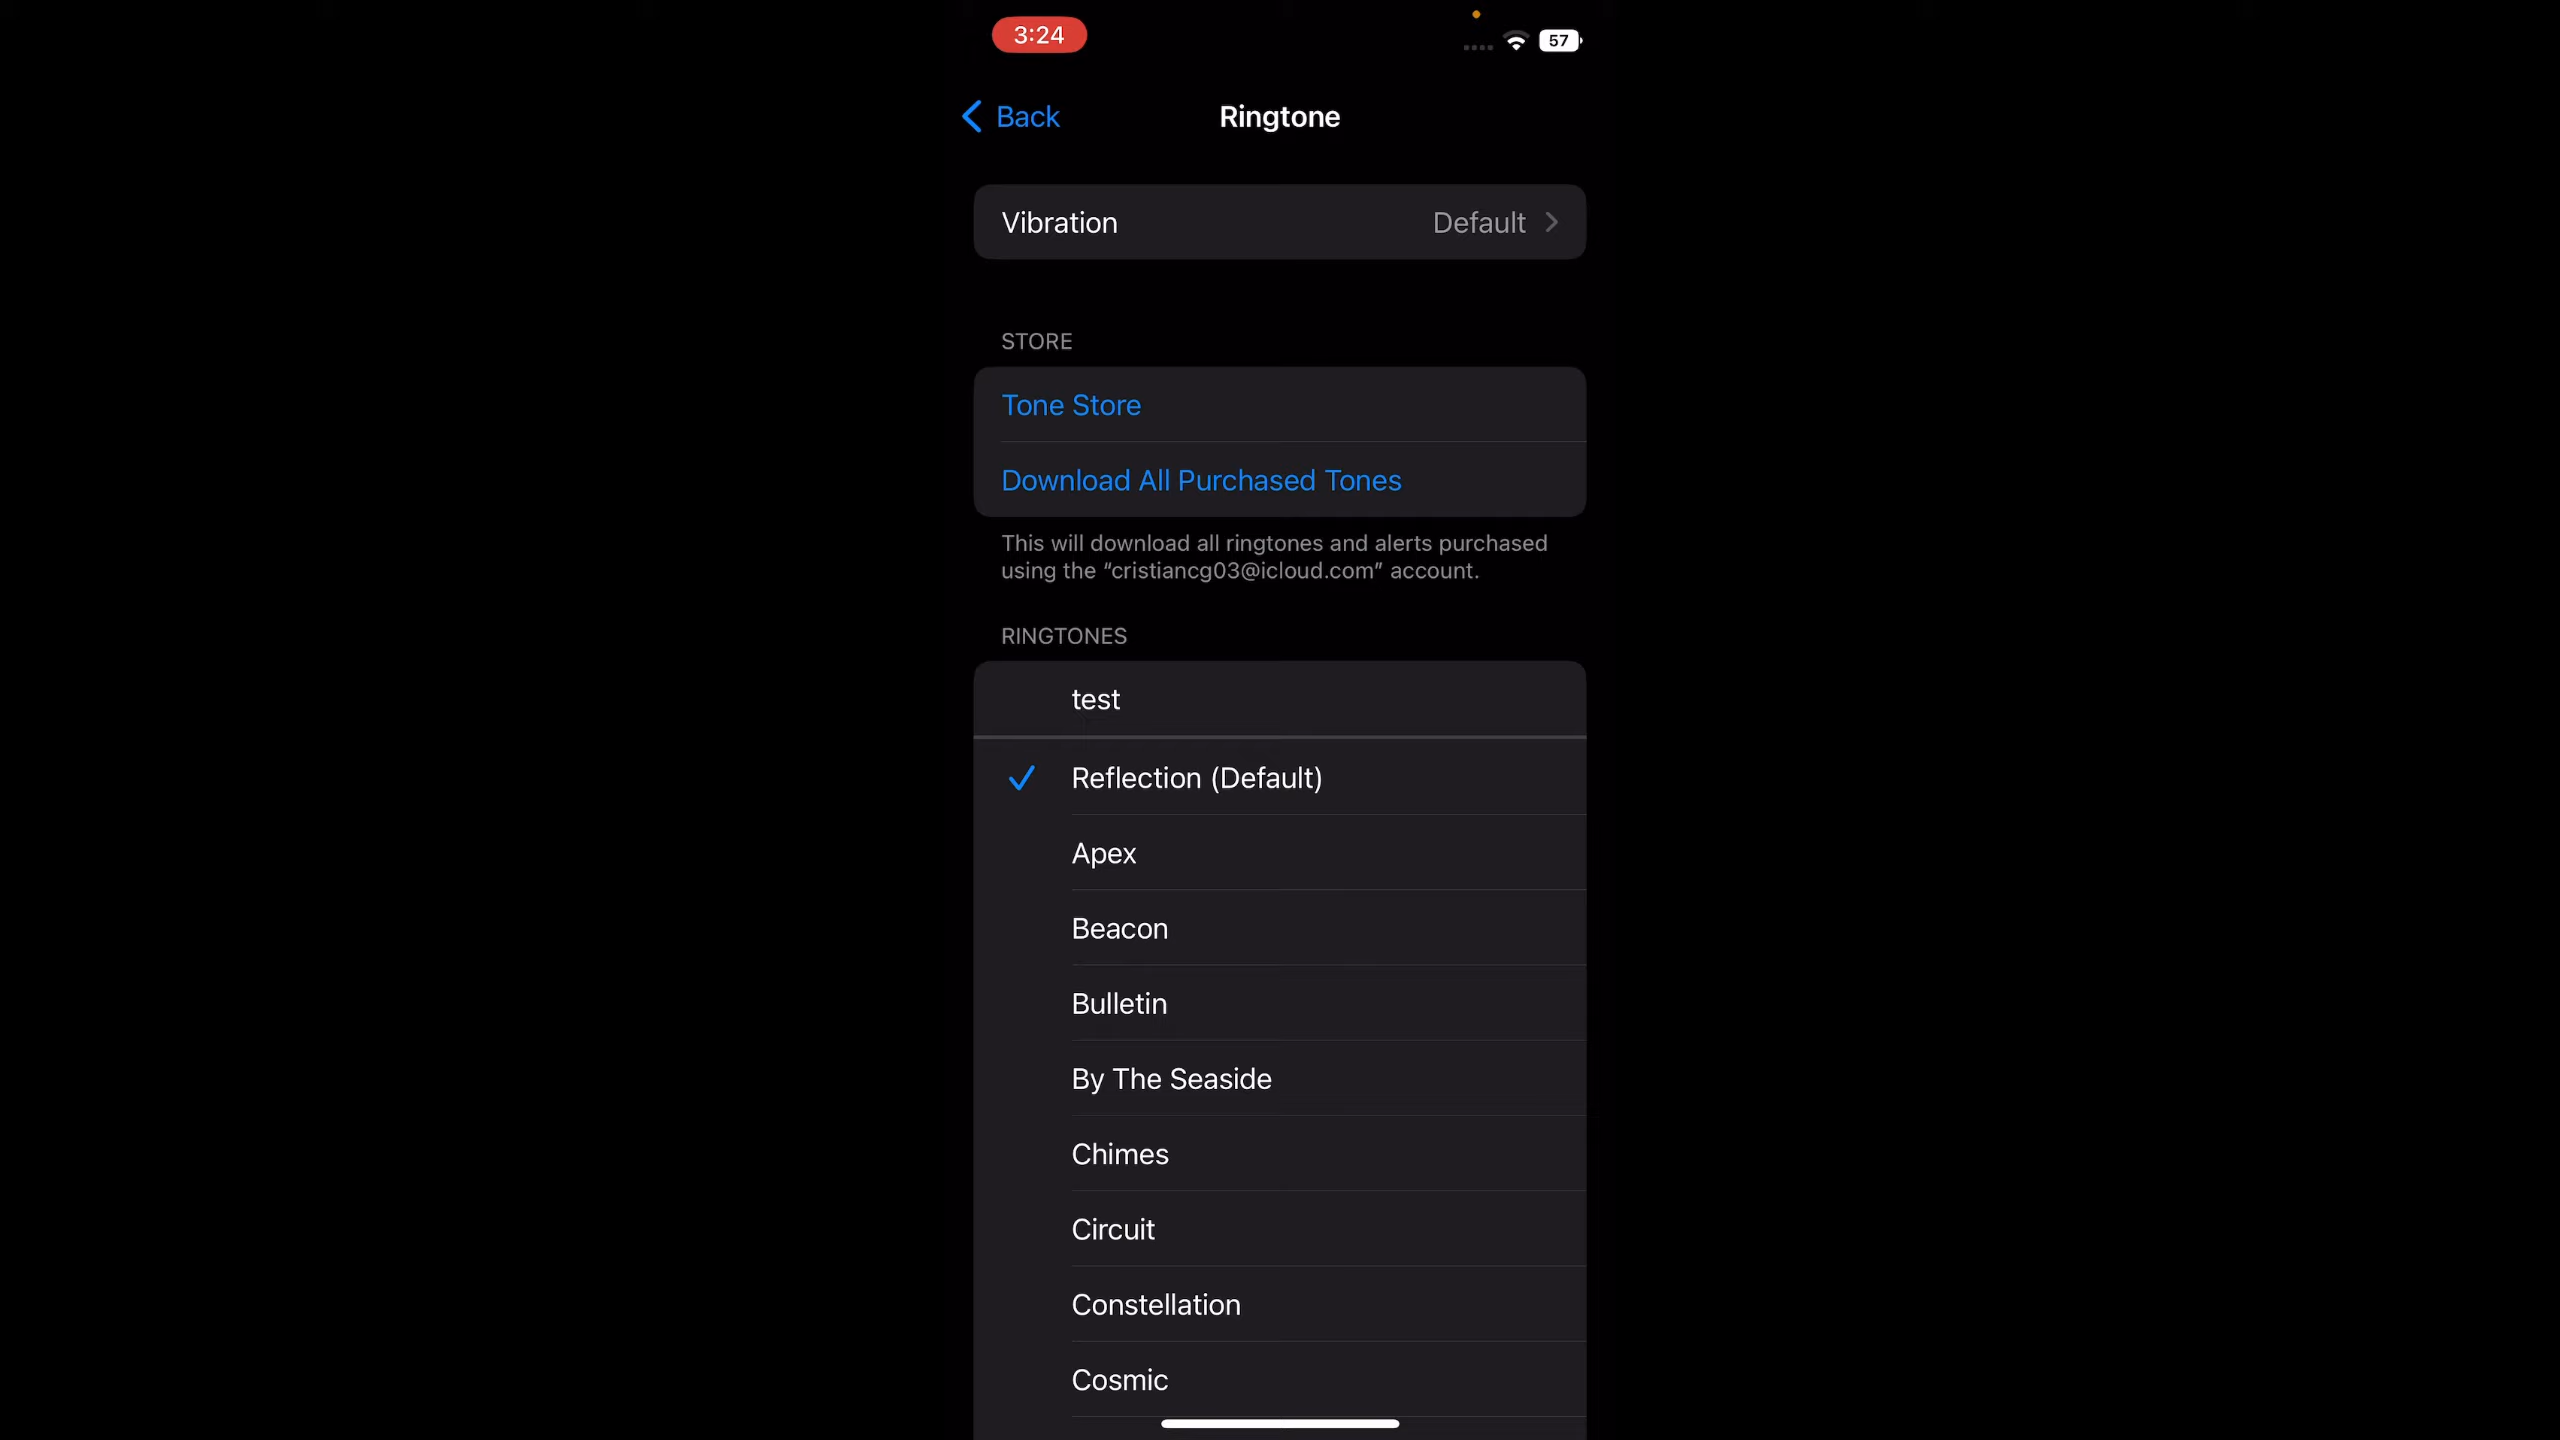 3:24
57
Back
Ringtone
Vibration
Default
STORE
Tone Store
Download All Purchased Tones
This will download all ringtones and alerts purchased
using the “cristiancg03@icloud.com” account.
RINGTONES
test
Reflection (Default)
Apex
Beacon
Bulletin
By The Seaside
Chimes
Circuit
Constellation
Cosmic